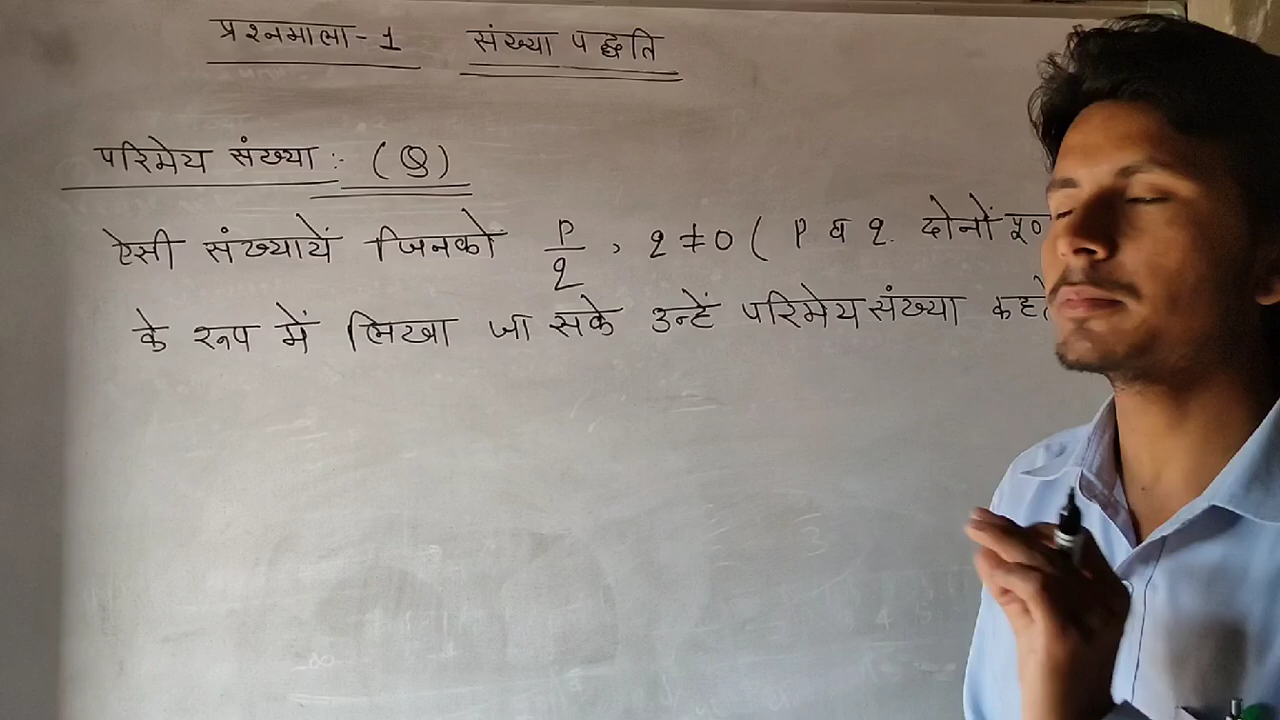 प्रश्नमाला-1 संख्या पद्धति
परिमेय संख्या :- (Q)
ऐसी संख्यायें जिनको p/q , q ≠ 0 ( p व q. दोनों
के रूप में लिखा जा सके उन्हें परिमेय संख्या